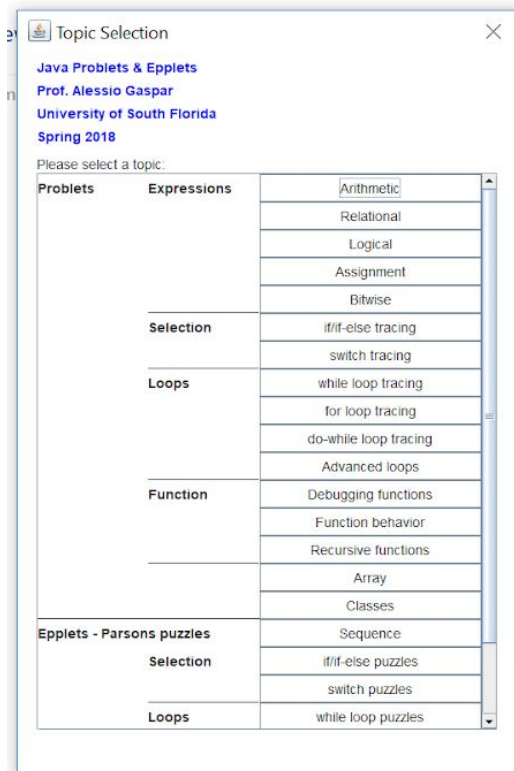 Topic Selection
Java Problets & Epplets
Prof. Alessio Gaspar
University of South Florida
Spring 2018
Please select a topic:
Problets Expressions Arithmetic
Relational
Logical
Assignment
Bitwise
Selection if/if-else tracing
switch tracing
Loops while loop tracing
for loop tracing
do-while loop tracing
Advanced loops
Function Debugging functions
Function behavior
Recursive functions
Array
Classes
Epplets - Parsons puzzles Sequence
Selection if/if-else puzzles
switch puzzles
Loops while loop puzzles